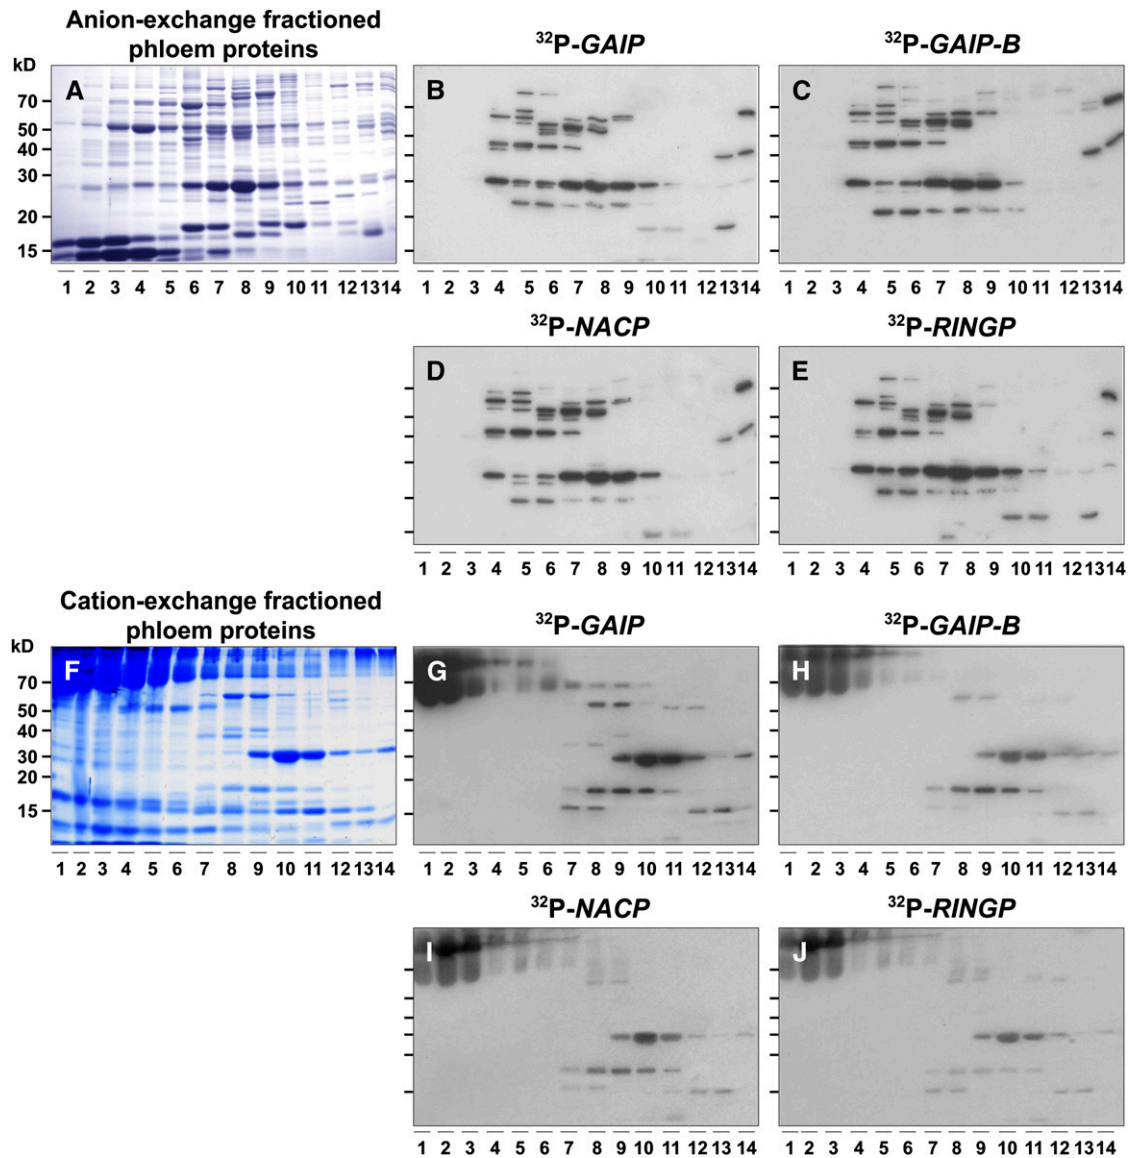 Anion-exchange fractioned
phloem proteins
³²P-GAIP
³²P-GAIP-B
kD
70
50
40
30
20
15
A
B
C
1 2 3 4 5 6 7 8 9 10 11 12 13 14
1 2 3 4 5 6 7 8 9 10 11 12 13 14
1 2 3 4 5 6 7 8 9 10 11 12 13 14
³²P-NACP
³²P-RINGP
D
E
1 2 3 4 5 6 7 8 9 10 11 12 13 14
1 2 3 4 5 6 7 8 9 10 11 12 13 14
Cation-exchange fractioned
phloem proteins
³²P-GAIP
³²P-GAIP-B
kD
70
50
40
30
20
15
F
G
H
1 2 3 4 5 6 7 8 9 10 11 12 13 14
1 2 3 4 5 6 7 8 9 10 11 12 13 14
1 2 3 4 5 6 7 8 9 10 11 12 13 14
³²P-NACP
³²P-RINGP
I
J
1 2 3 4 5 6 7 8 9 10 11 12 13 14
1 2 3 4 5 6 7 8 9 10 11 12 13 14